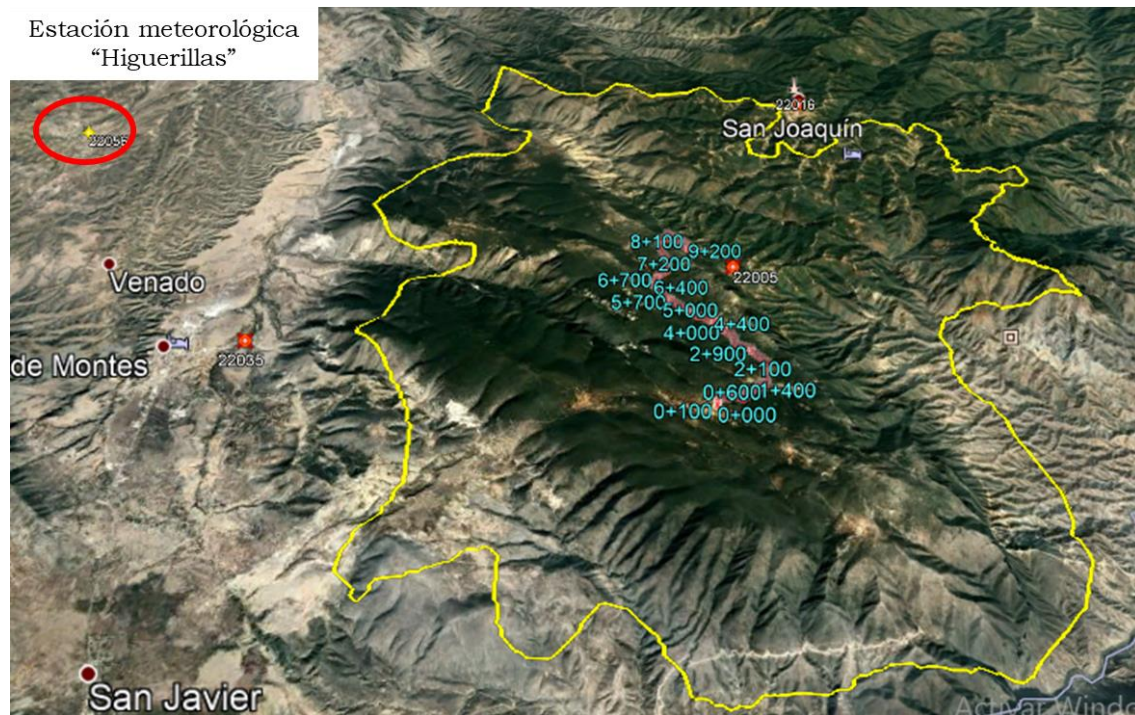 Estación meteorológica
“Higuerillas”
22056
22016
San Joaquín
8+100
9+200
7+200
22005
6+700
6+400
5+700
5+000
4+400
4+000
2+900
2+100
0+600
1+400
0+100
0+000
Venado
22035
de Montes
San Javier
Activar Windo